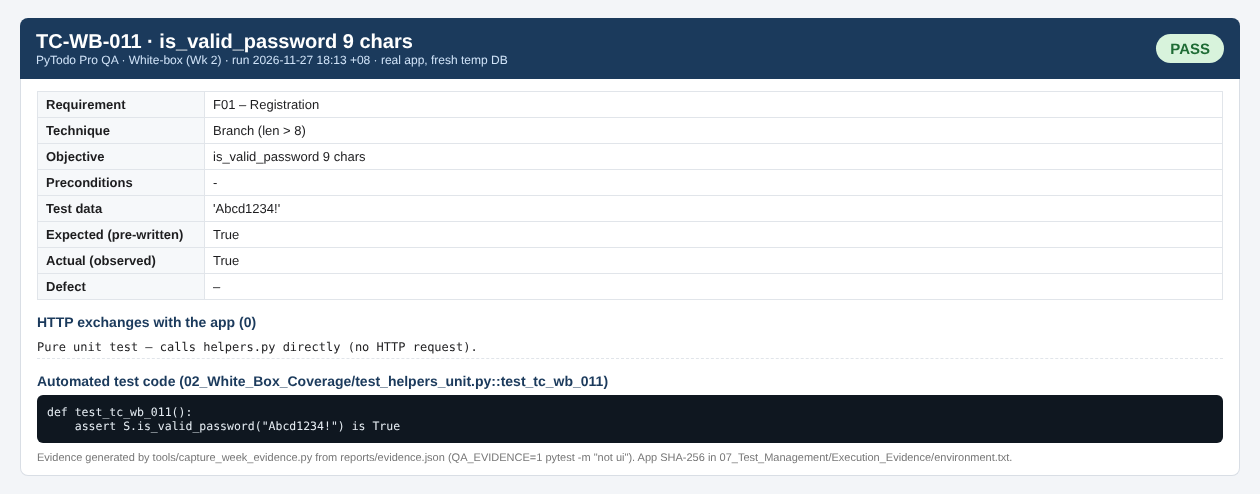 TC-WB-011 · is_valid_password 9 chars
PyTodo Pro QA · White-box (Wk 2) · run 2026-11-27 18:13 +08 · real app, fresh temp DB
PASS
Requirement F01 – Registration
Technique Branch (len > 8)
Objective is_valid_password 9 chars
Preconditions -
Test data 'Abcd1234!'
Expected (pre-written) True
Actual (observed) True
Defect –
HTTP exchanges with the app (0)
Pure unit test — calls helpers.py directly (no HTTP request).
Automated test code (02_White_Box_Coverage/test_helpers_unit.py::test_tc_wb_011)
def test_tc_wb_011():
    assert S.is_valid_password("Abcd1234!") is True
Evidence generated by tools/capture_week_evidence.py from reports/evidence.json (QA_EVIDENCE=1 pytest -m "not ui"). App SHA-256 in 07_Test_Management/Execution_Evidence/environment.txt.